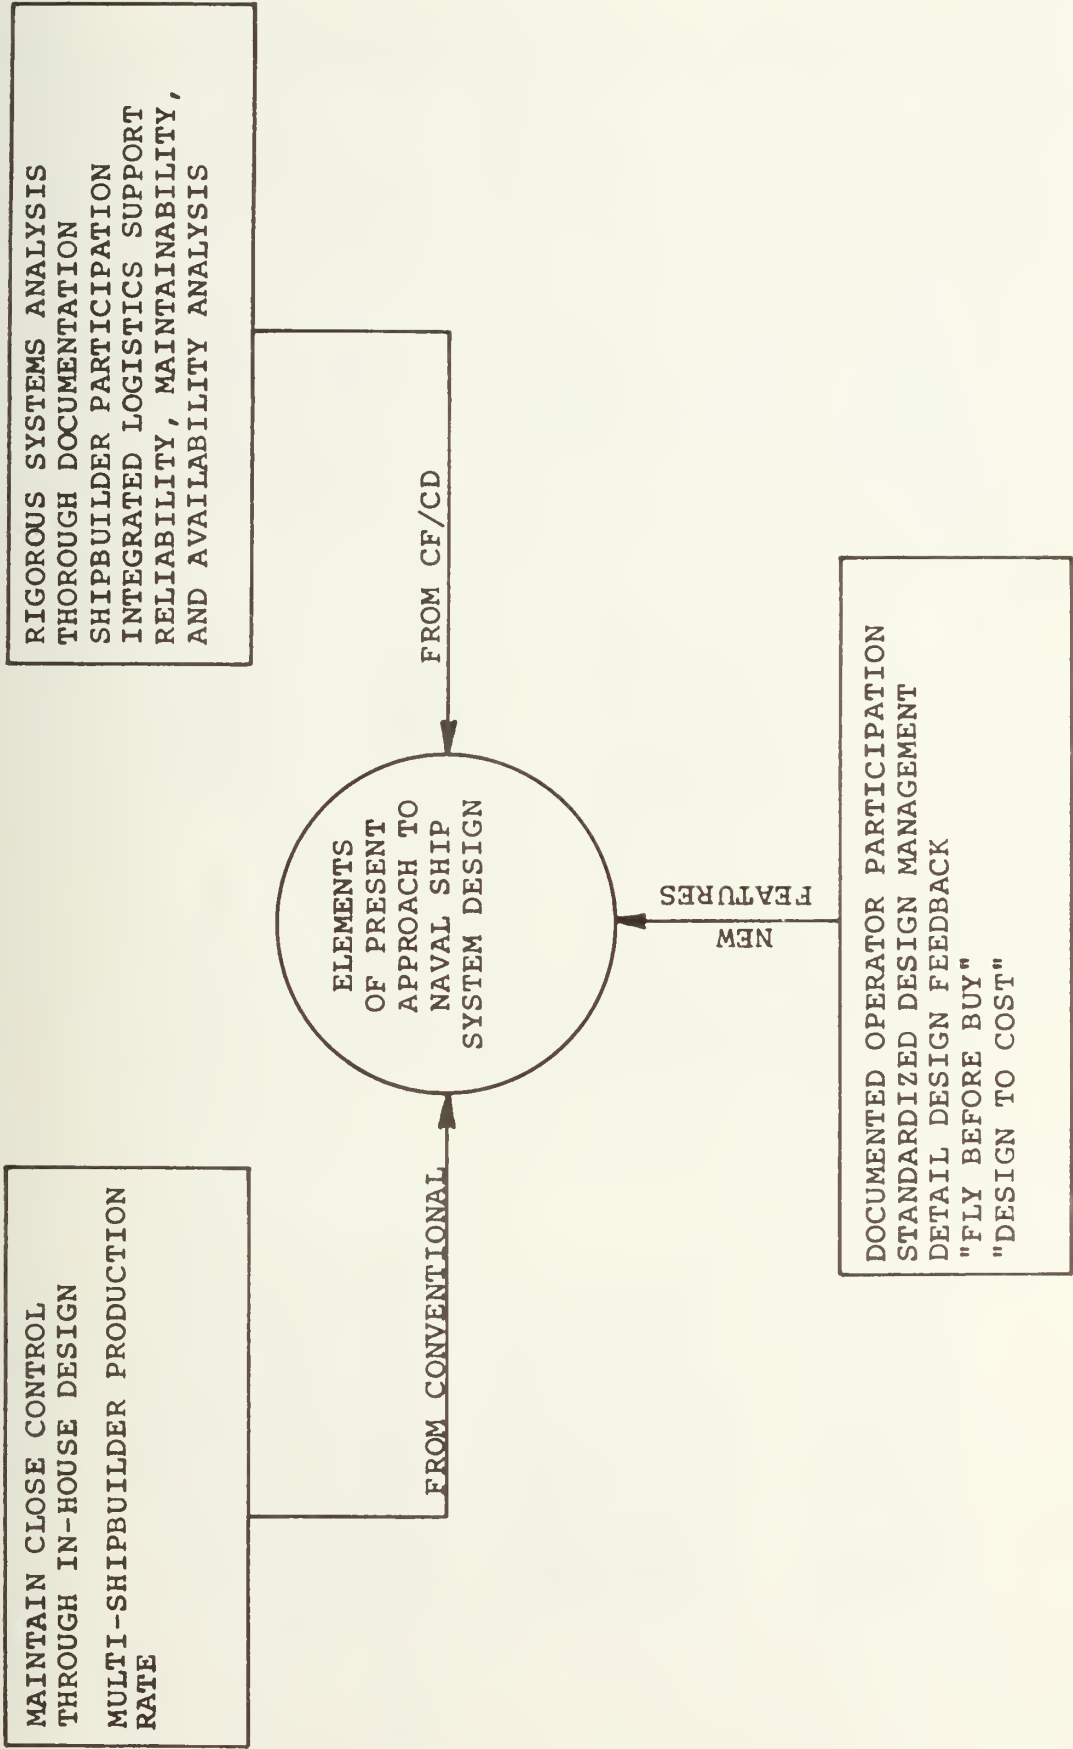 MAINTAIN CLOSE CONTROL
THROUGH IN-HOUSE DESIGN
MULTI-SHIPBUILDER PRODUCTION
RATE
RIGOROUS SYSTEMS ANALYSIS
THOROUGH DOCUMENTATION
SHIPBUILDER PARTICIPATION
INTEGRATED LOGISTICS SUPPORT
RELIABILITY, MAINTAINABILITY,
AND AVAILABILITY ANALYSIS
FROM CONVENTIONAL
FROM CF/CD
ELEMENTS
OF PRESENT
APPROACH TO
NAVAL SHIP
SYSTEM DESIGN
NEW
FEATURES
DOCUMENTED OPERATOR PARTICIPATION
STANDARDIZED DESIGN MANAGEMENT
DETAIL DESIGN FEEDBACK
"FLY BEFORE BUY"
"DESIGN TO COST"